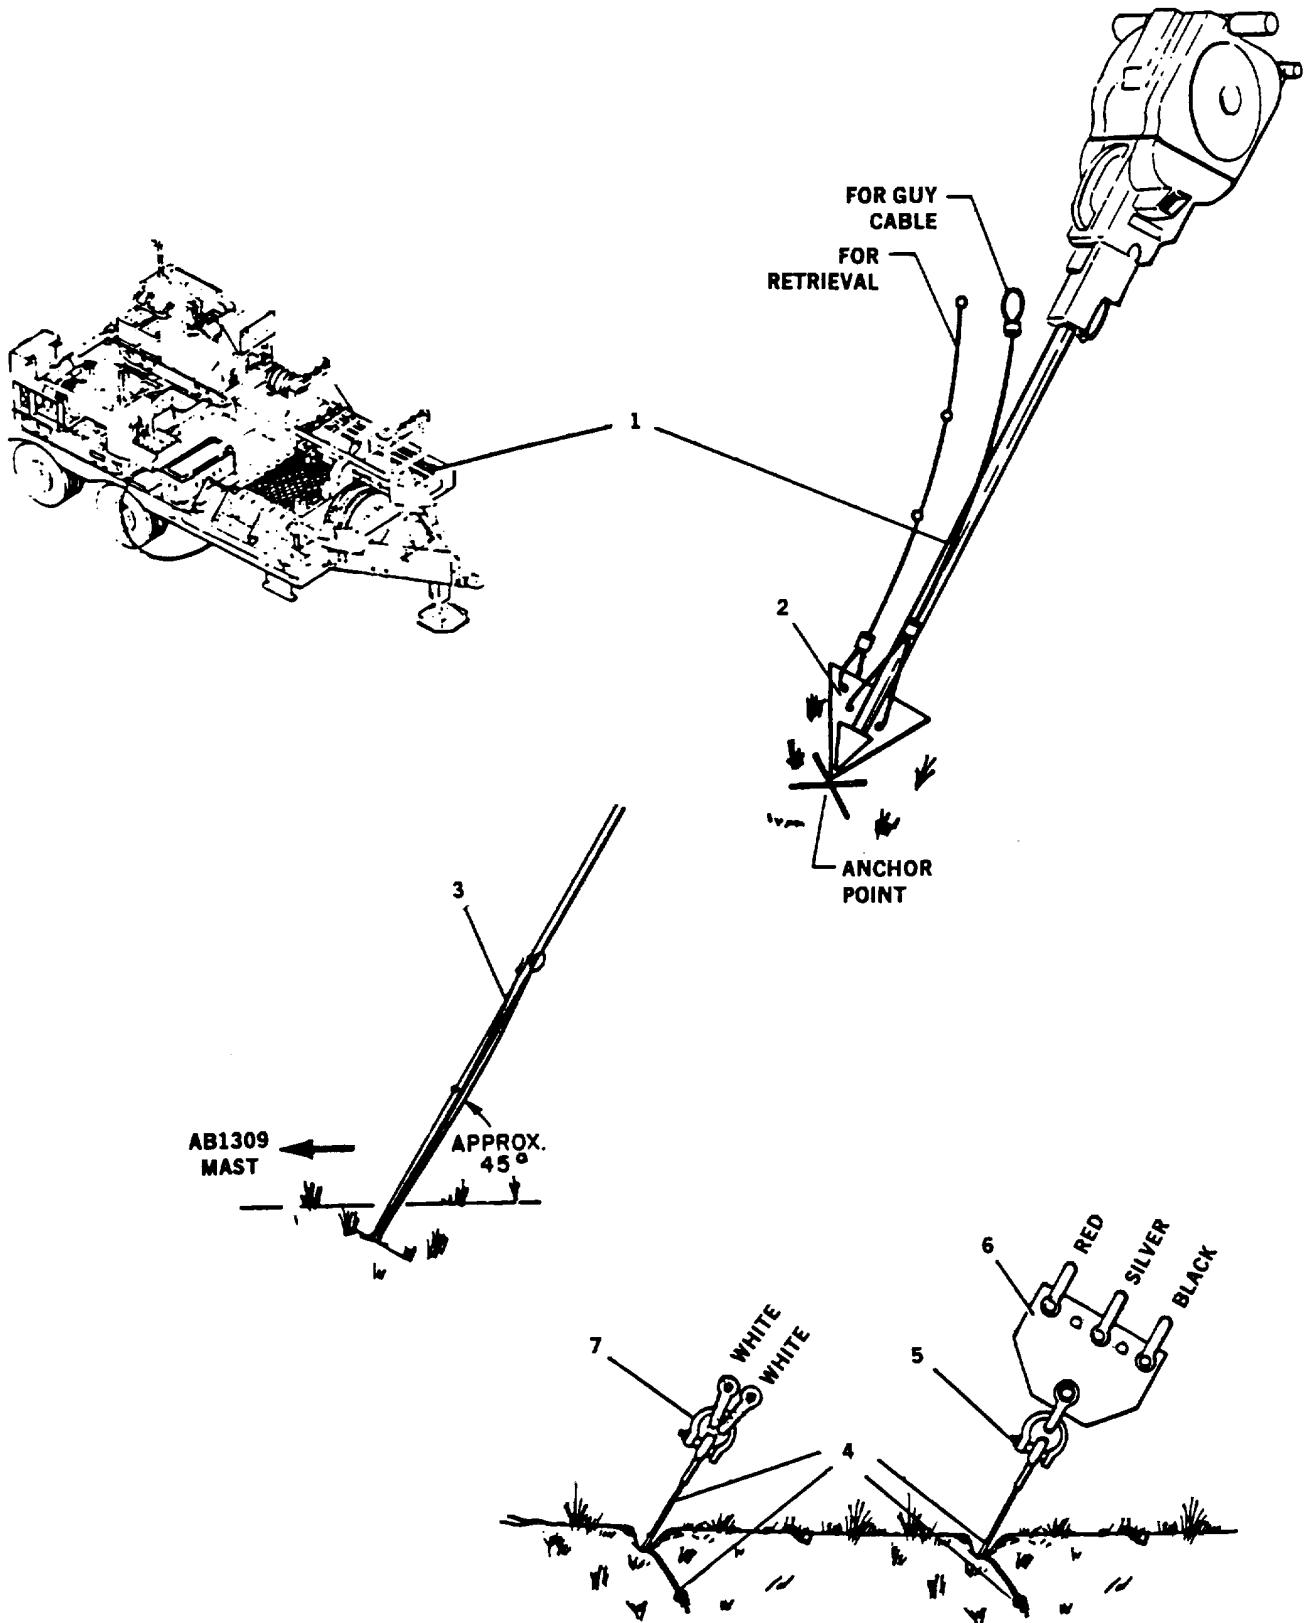 FOR GUY
CABLE
FOR
RETRIEVAL
1
2
ANCHOR
POINT
3
AB1309
MAST
APPROX.
45°
6
RED
SILVER
BLACK
7
WHITE
WHITE
5
4